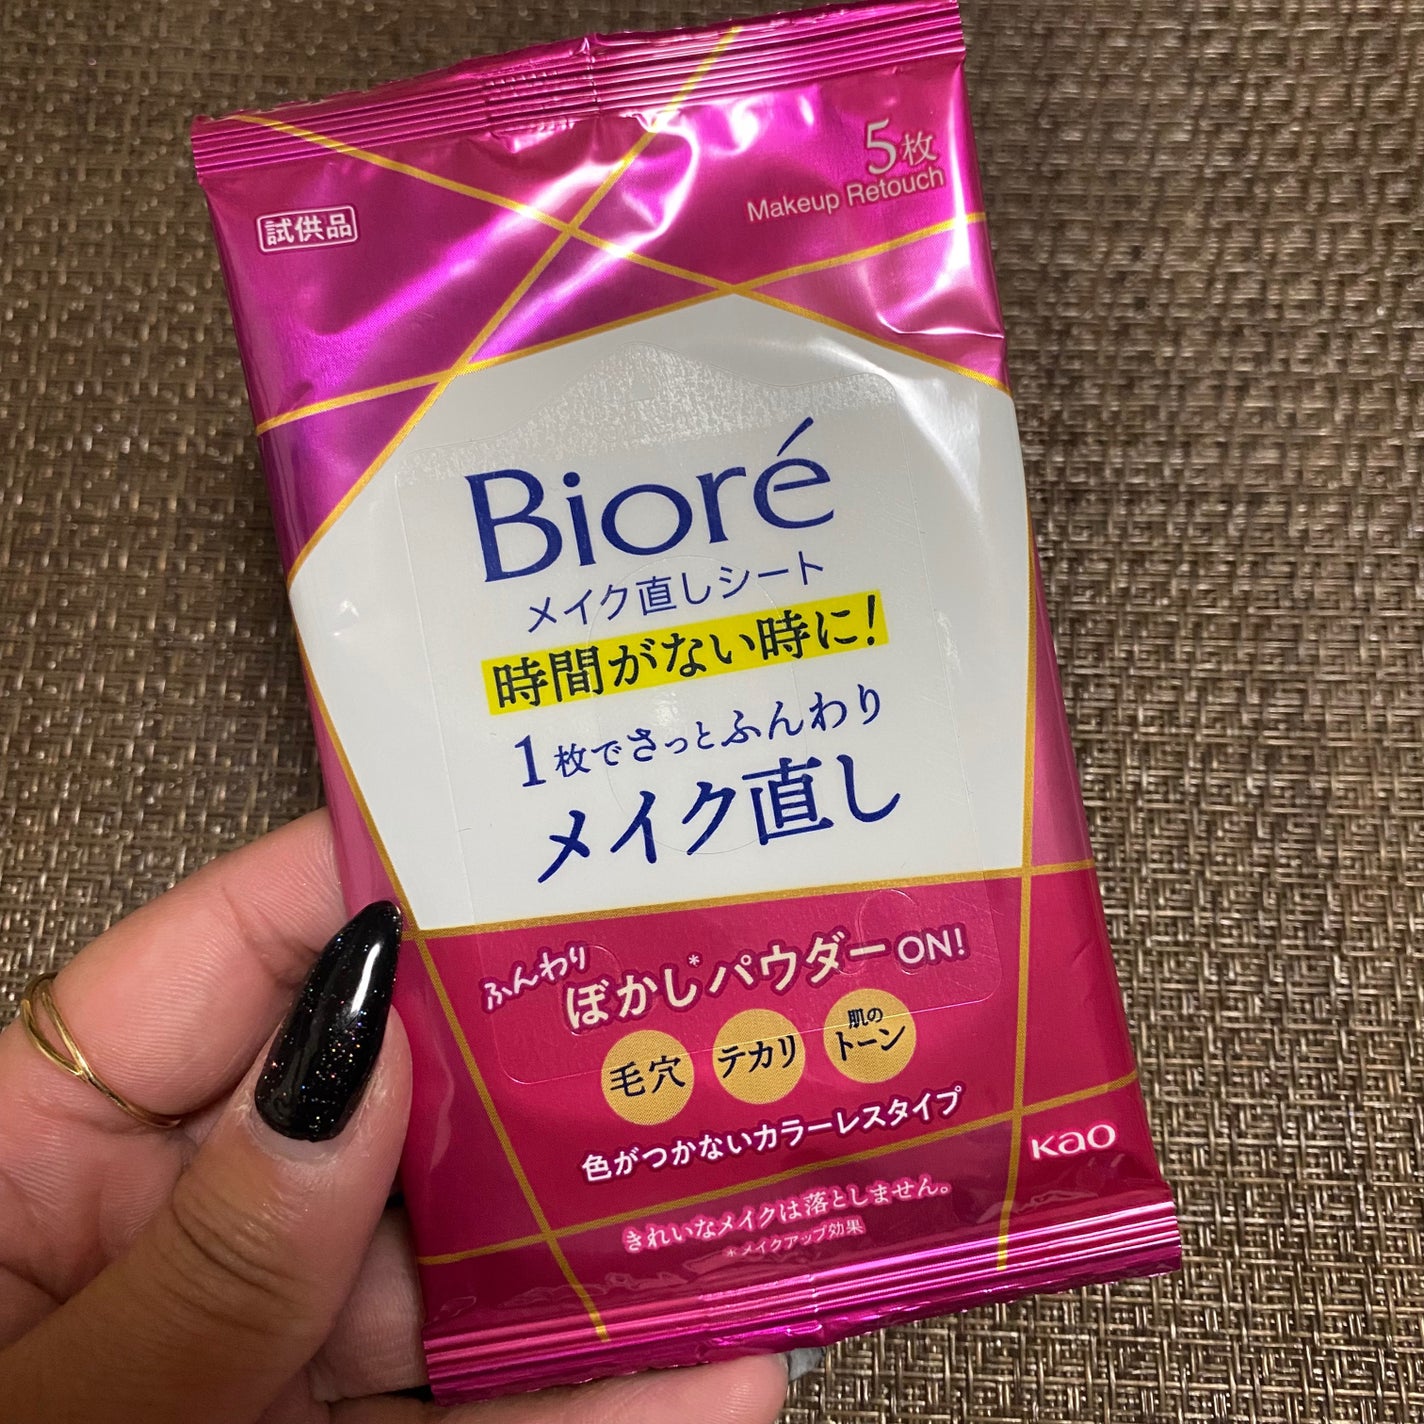 5枚
Makeup Retouch
試供品
Bioré
メイク直しシート
時間がない時に!
1枚でさっとふんわり
メイク直し
ふんわり
ぼかし*パウダーON!
毛穴
テカリ
肌の
トーン
色がつかないカラーレスタイプ
Kao
きれいなメイクは落としません。
*メイクアップ効果